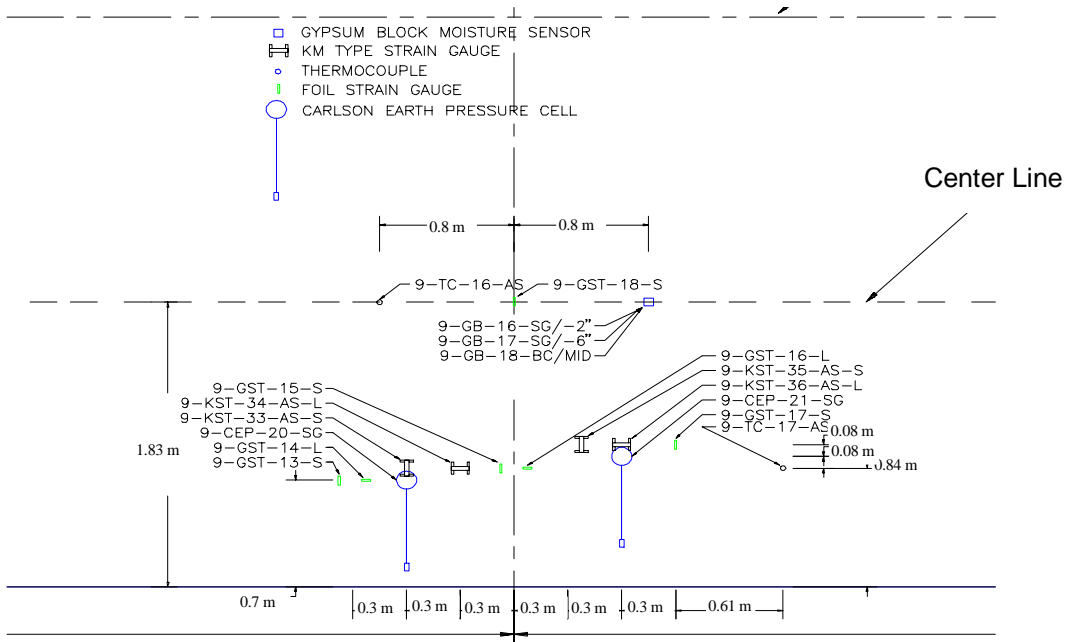 GYPSUM BLOCK MOISTURE SENSOR
KM TYPE STRAIN GAUGE
THERMOCOUPLE
FOIL STRAIN GAUGE
CARLSON EARTH PRESSURE CELL
Center Line
0.8 m
0.8 m
9-TC-16-AS
9-GST-18-S
9-GB-16-SG/-2”
9-GB-17-SG/-6”
9-GB-18-BC/MID
9-GST-16-L
9-KST-35-AS-S
9-KST-36-AS-L
9-CEP-21-SG
9-GST-17-S
9-TC-17-AS
9-GST-15-S
9-KST-34-AS-L
9-KST-33-AS-S
9-CEP-20-SG
9-GST-14-L
9-GST-13-S
1.83 m
0.08 m
0.08 m
0.84 m
0.7 m
0.3 m
0.3 m
0.3 m
0.3 m
0.3 m
0.3 m
0.61 m